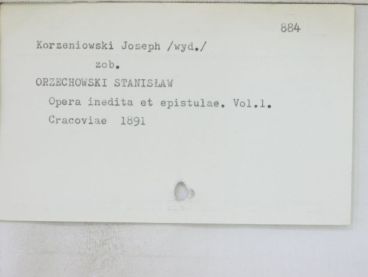 884
Korzeniowski Joseph /wyd./
zob.
ORZECHOWSKI STANISŁAW
Opera inedita et epistulae. Vol.1.
Cracoviae 1891